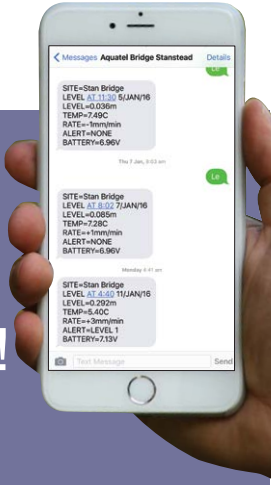 Messages Aquatel Bridge Stanstead Details
Le
SITE=Stan Bridge
LEVEL AT 11:30 5/JAN/16
LEVEL=0.036m
TEMP=7.49C
RATE=-1mm/min
ALERT=NONE
BATTERY=6.96V
Thu 7 Jan, 8:03 am
Le
SITE=Stan Bridge
LEVEL AT 8:02 7/JAN/16
LEVEL=0.085m
TEMP=7.28C
RATE=+1mm/min
ALERT=NONE
BATTERY=6.96V
Monday 4:41 am
SITE=Stan Bridge
LEVEL AT 4:40 11/JAN/16
LEVEL=0.292m
TEMP=5.40C
RATE=+3mm/min
ALERT=LEVEL 1
BATTERY=7.13V
!
Text Message Send